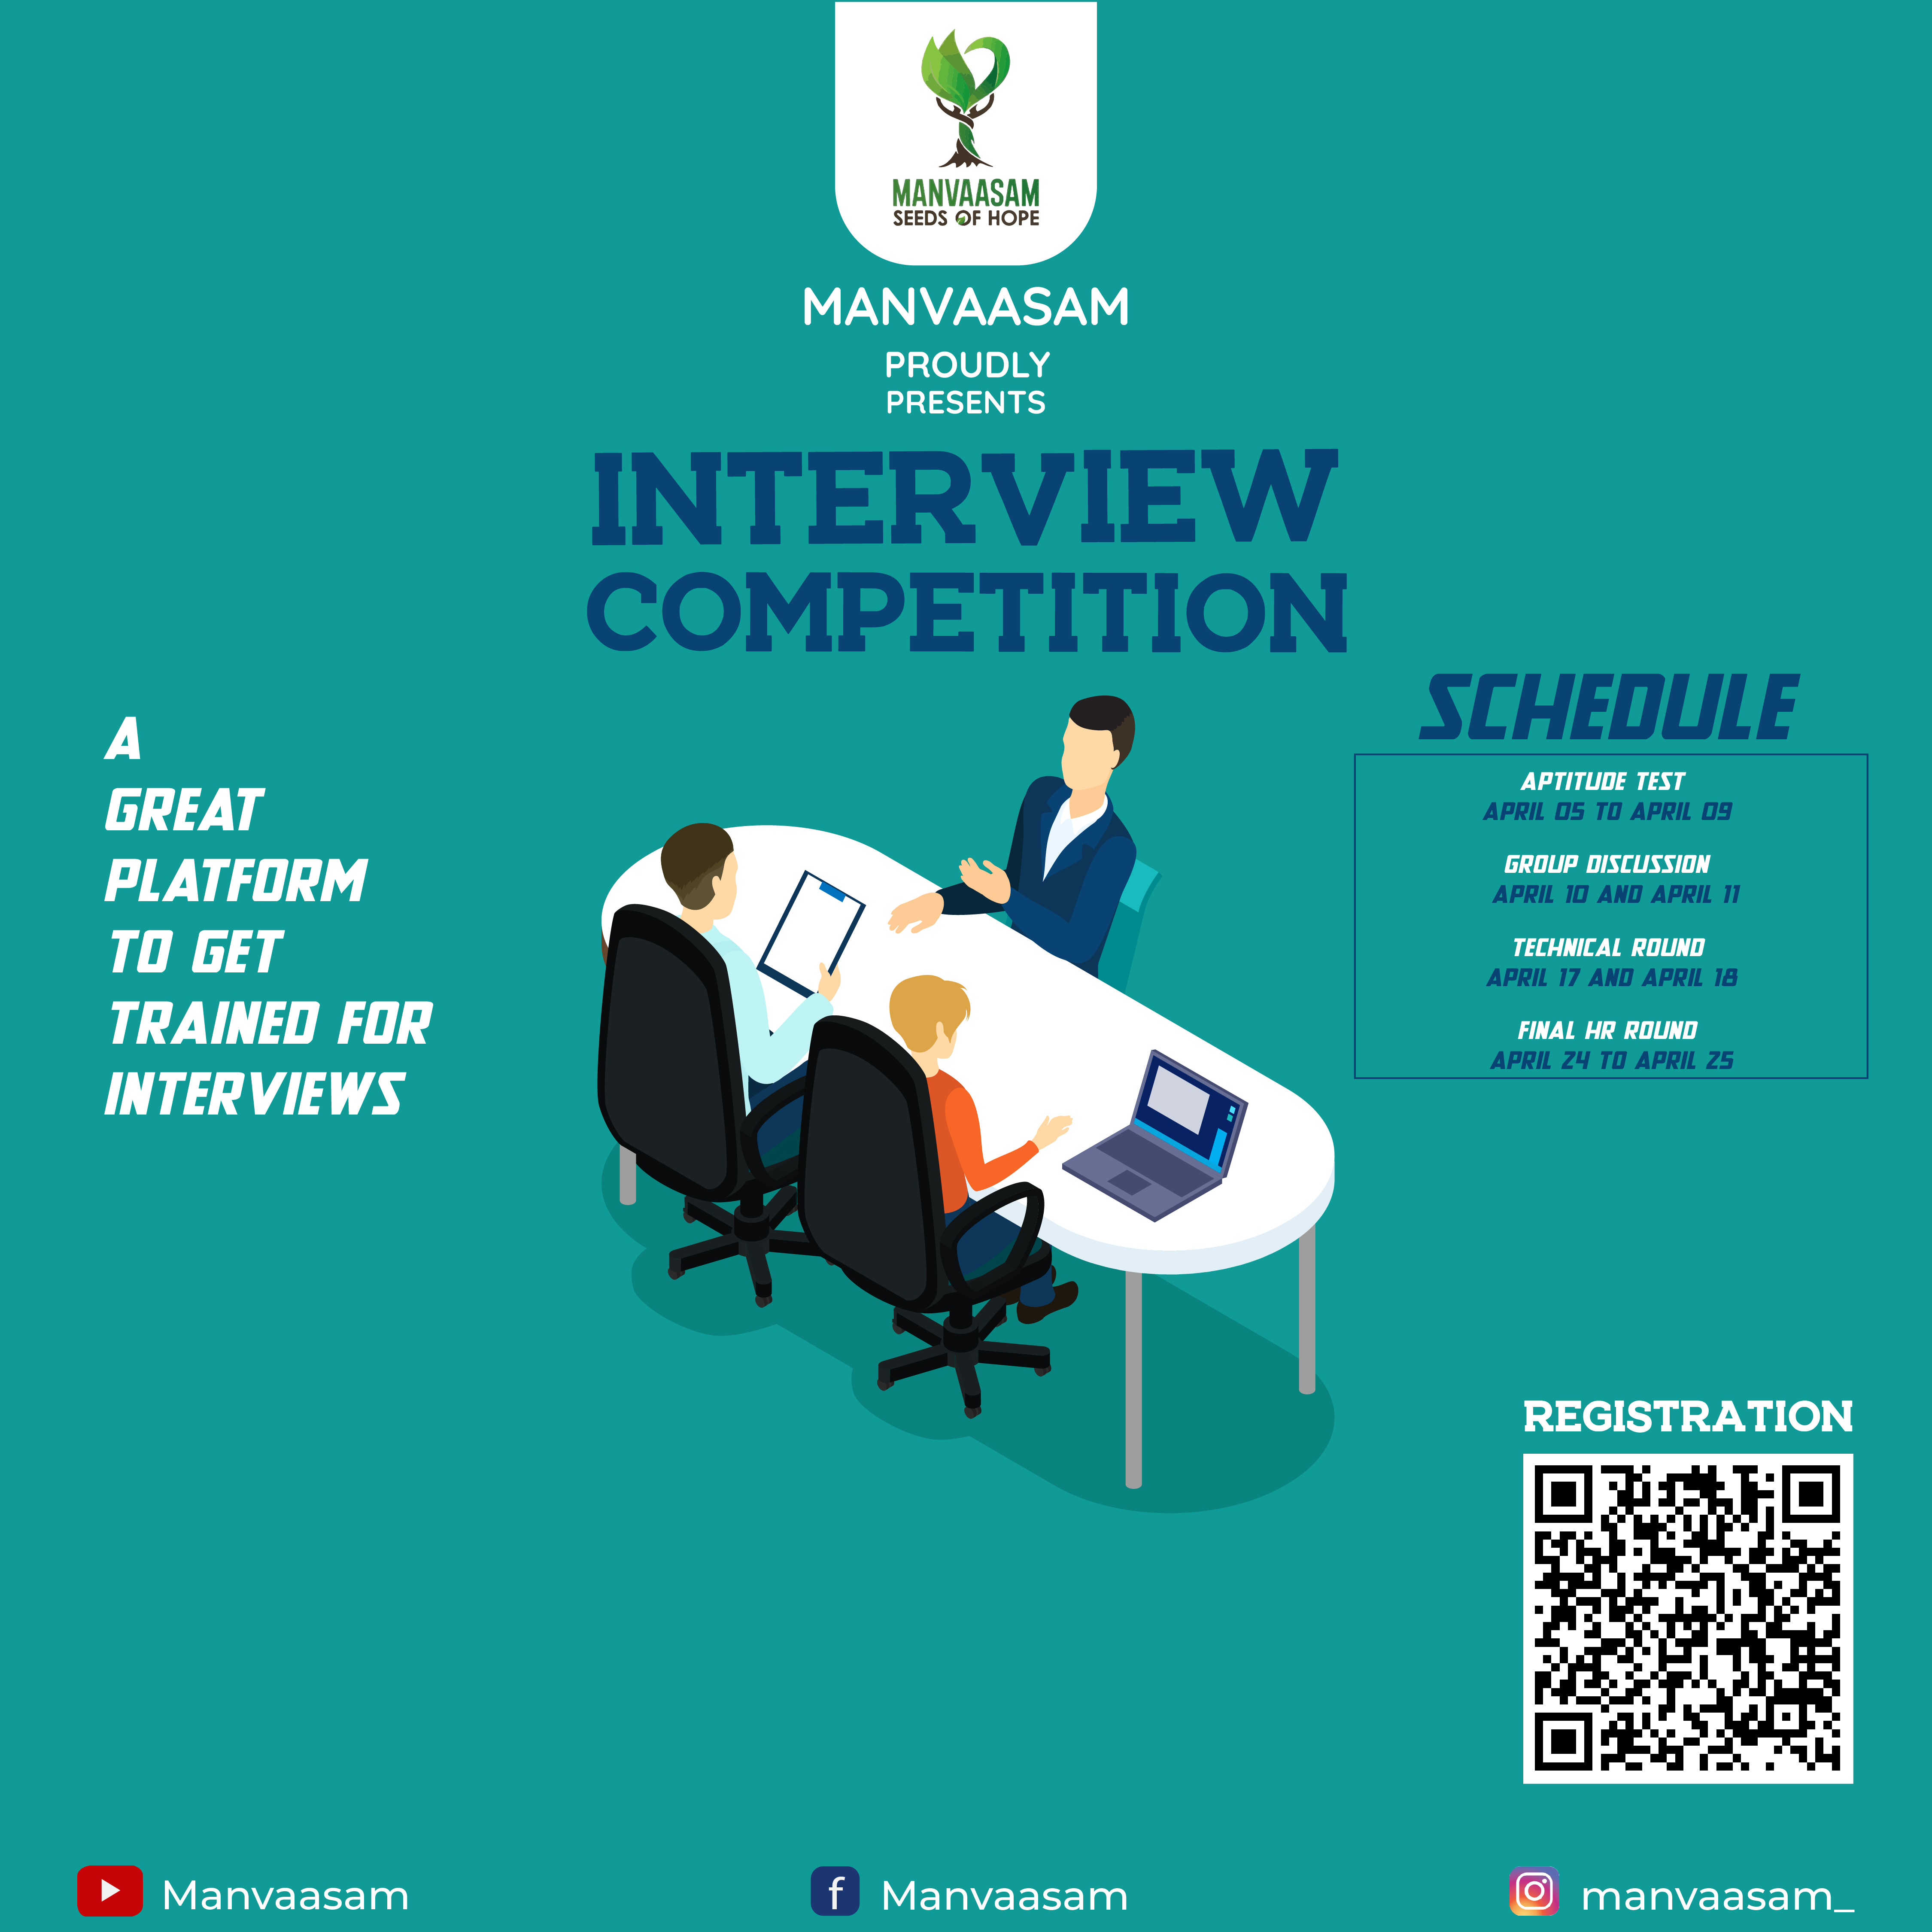 MANVAASAM
SEEDS OF HOPE
MANVAASAM
PROUDLY
PRESENTS
INTERVIEW
COMPETITION
A
GREAT
PLATFORM
TO GET
TRAINED FOR
INTERVIEWS
SCHEDULE
APTITUDE TEST
APRIL 05 TO APRIL 09
GROUP DISCUSSION
APRIL 10 AND APRIL 11
TECHNICAL ROUND
APRIL 17 AND APRIL 18
FINAL HR ROUND
APRIL 24 TO APRIL 25
REGISTRATION
Manvaasam
Manvaasam
manvaasam_